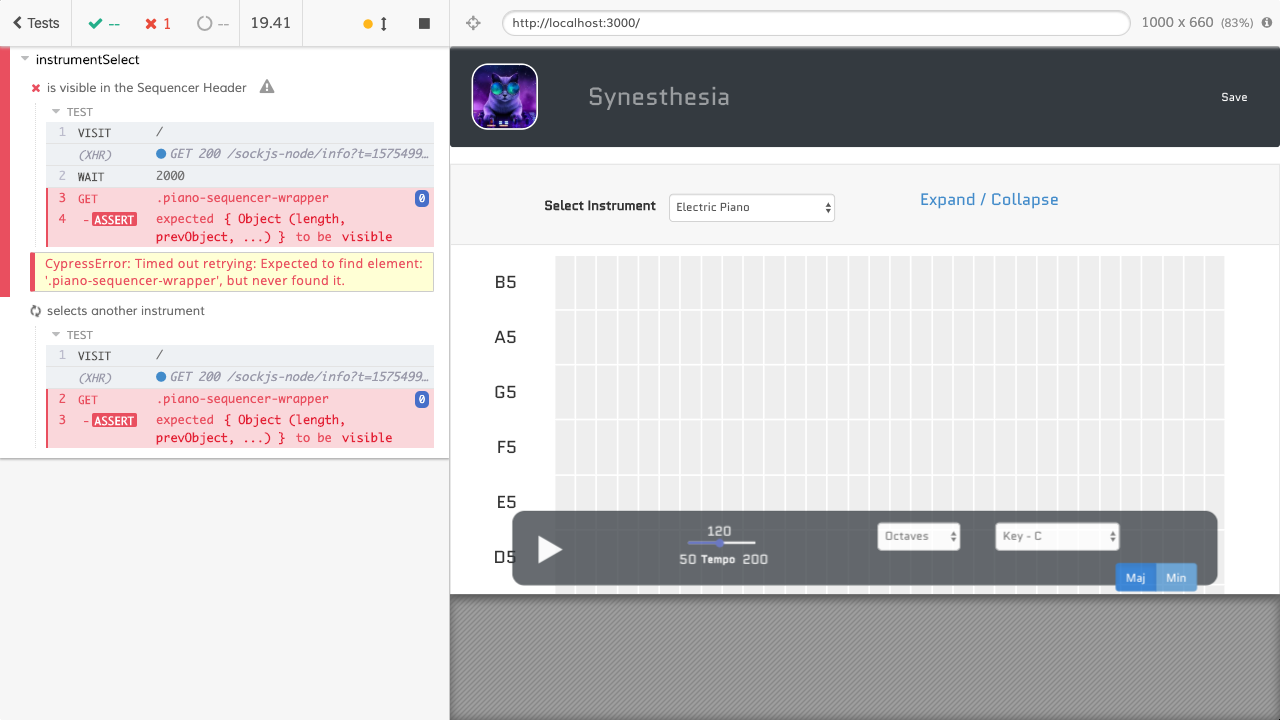 Tests
--
1
--
19.41
http://localhost:3000/
1000 x 660 (83%)
instrumentSelect
is visible in the Sequencer Header
TEST
1 VISIT /
(XHR) GET 200 /sockjs-node/info?t=1575499…
2 WAIT 2000
3 GET .piano-sequencer-wrapper 0
4 - ASSERT expected { Object (length,
prevObject, ...) } to be visible
CypressError: Timed out retrying: Expected to find element:
'.piano-sequencer-wrapper', but never found it.
selects another instrument
TEST
1 VISIT /
(XHR) GET 200 /sockjs-node/info?t=1575499…
2 GET .piano-sequencer-wrapper 0
3 - ASSERT expected { Object (length,
prevObject, ...) } to be visible
Synesthesia
Save
Select Instrument Electric Piano
Expand / Collapse
B5
A5
G5
F5
E5
D5
120
50 Tempo 200
Octaves
Key - C
Maj Min